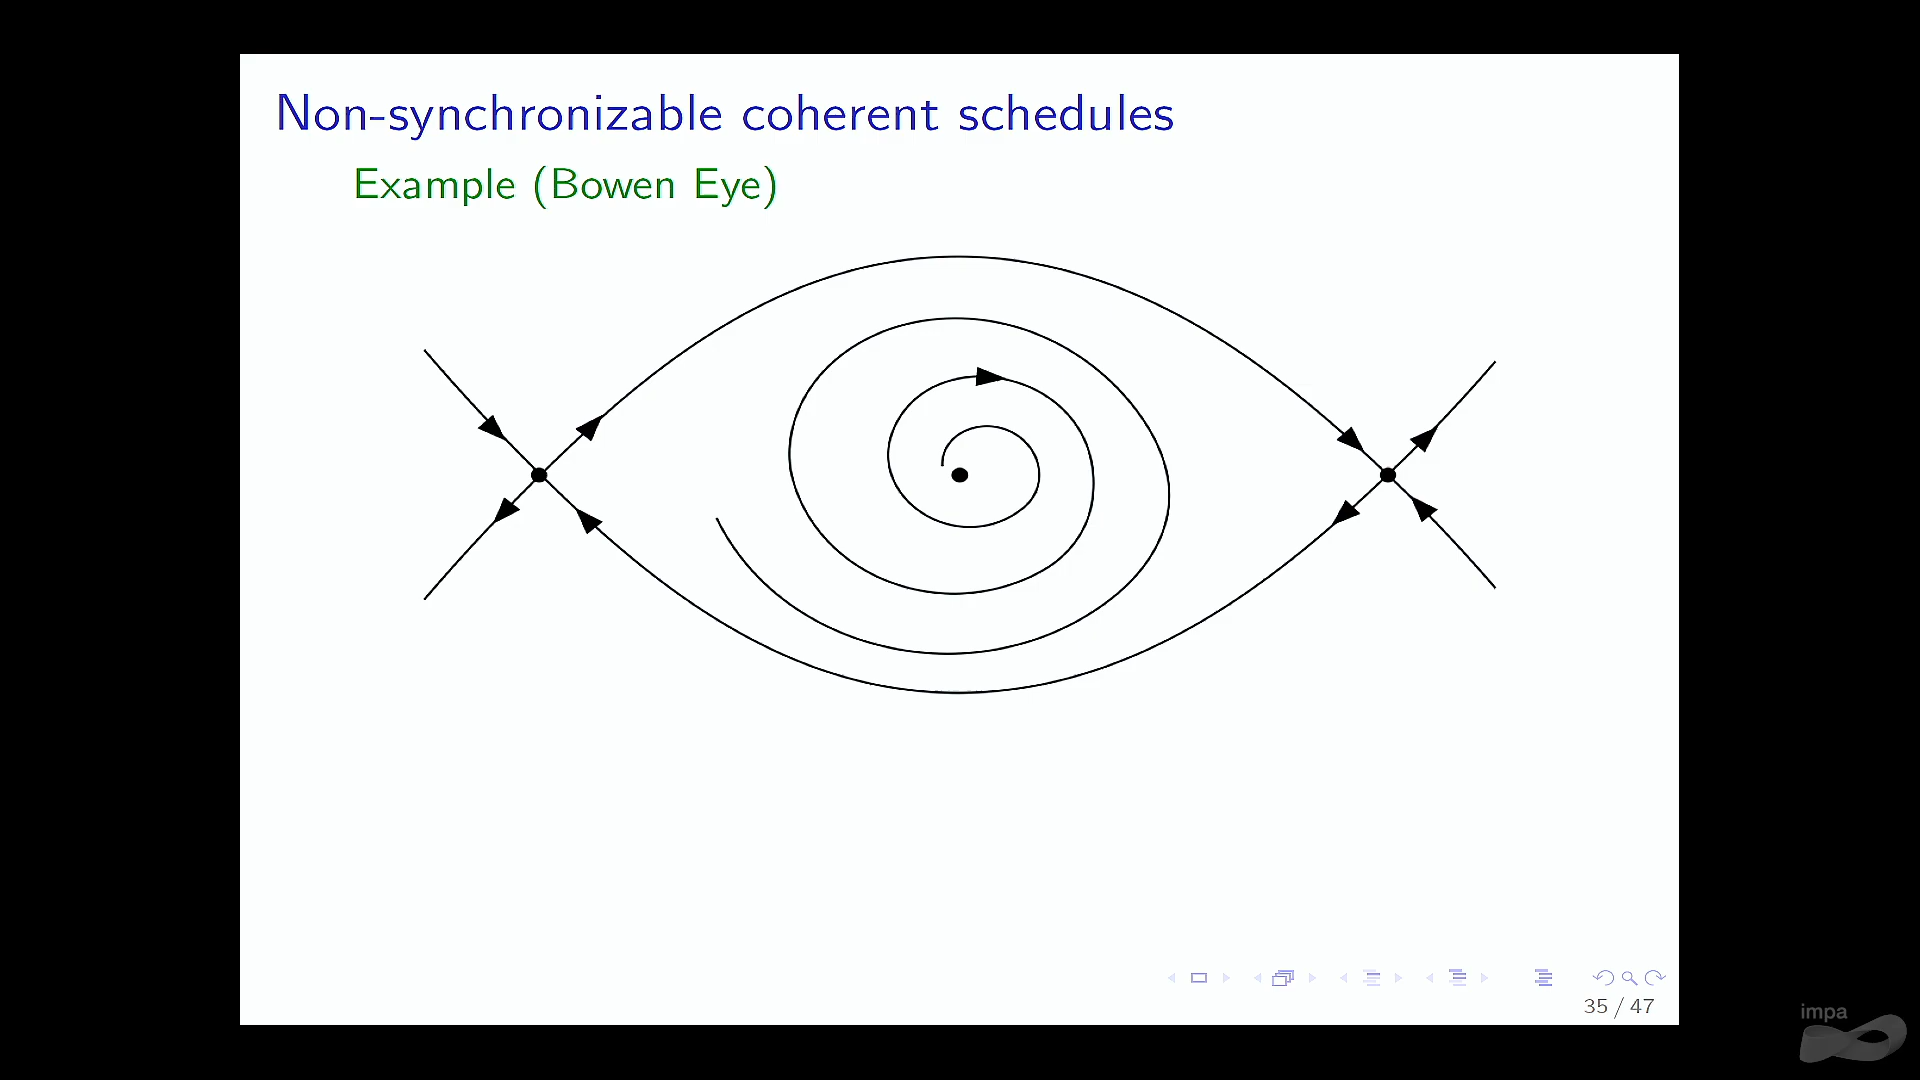 Non-synchronizable coherent schedules
Example (Bowen Eye)
35 / 47
impa